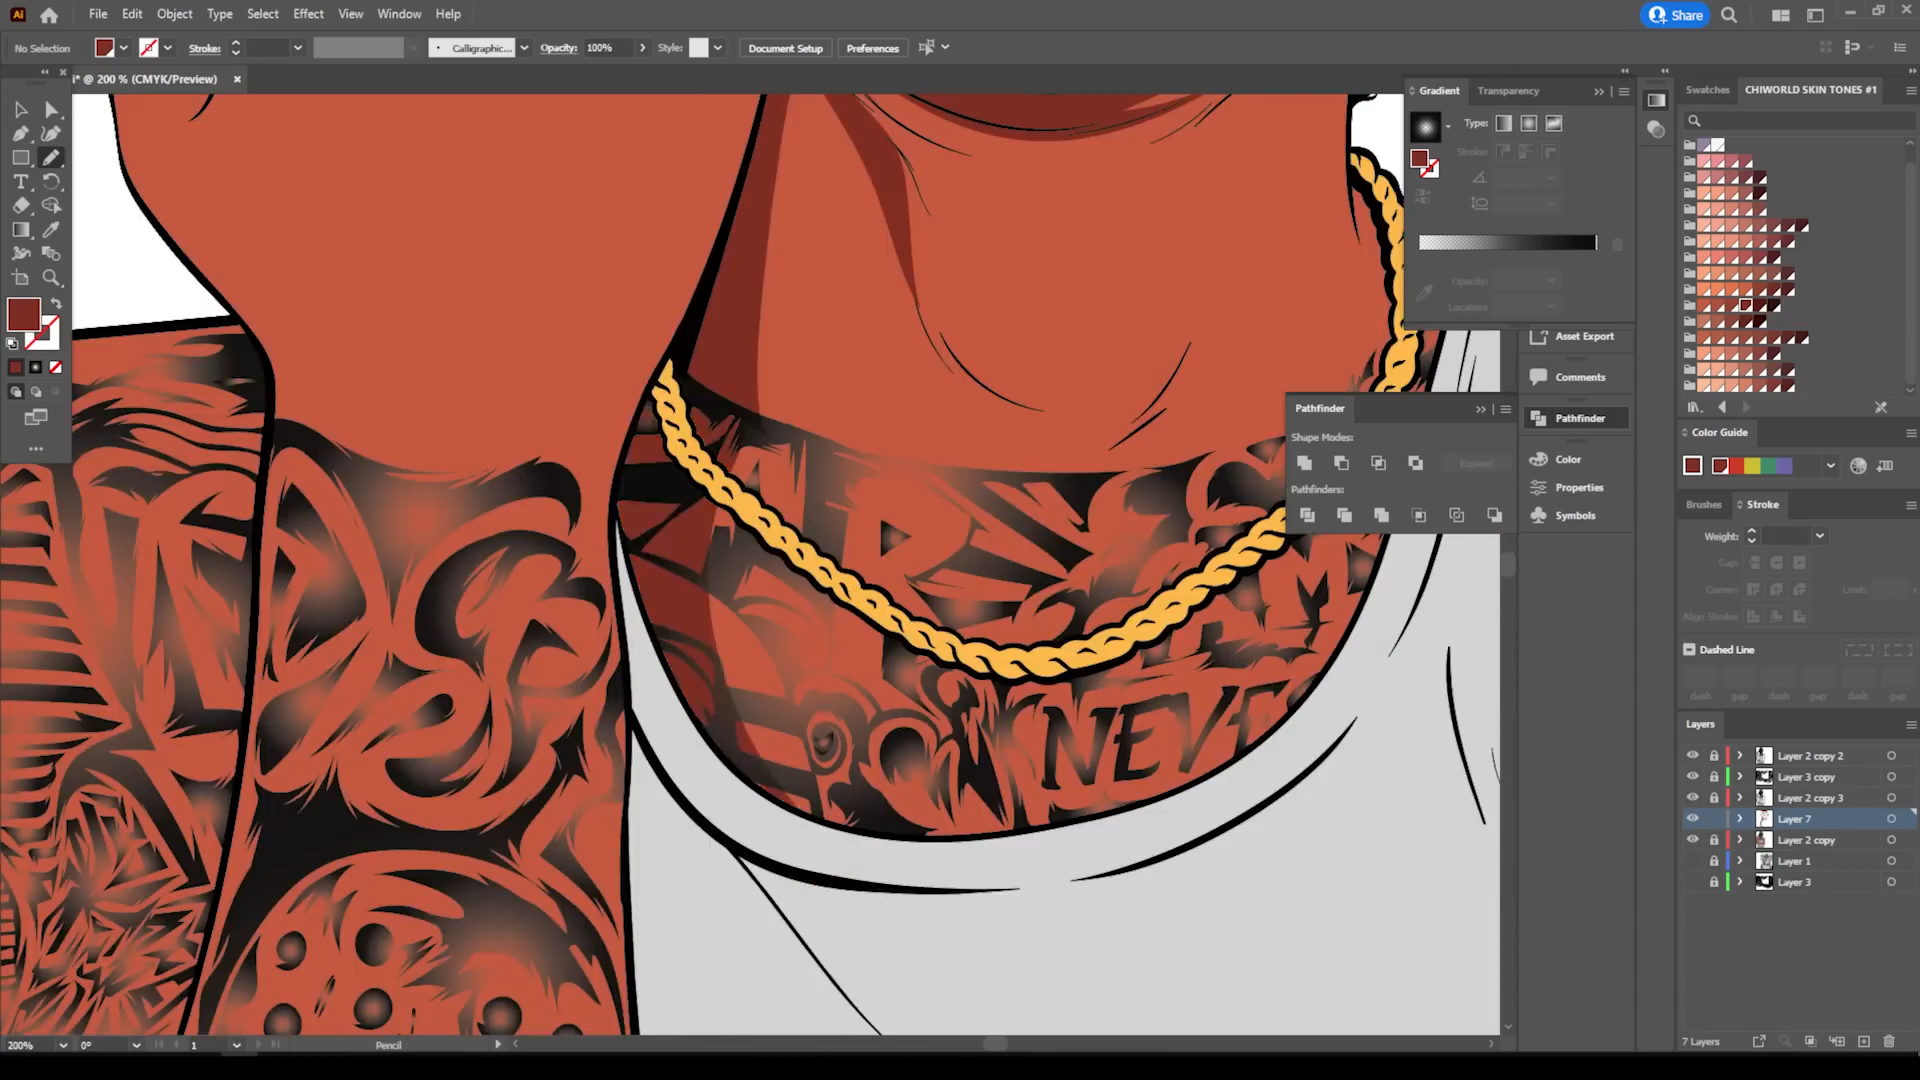 Ai File Edit Object Type Select Effect View Window Help Share
No Selection Stroke: Calligraphic... Opacity: 100% Style: Document Setup Preferences
i* @ 200 % (CMYK/Preview) ×
Gradient Transparency
Swatches CHIWORLD SKIN TONES #1
Type:
Stroke:
Opacity:
Location:
Asset Export
Comments
Pathfinder
Color
Properties
Symbols
Pathfinder
Shape Modes:
Expand
Pathfinders:
Color Guide
Brushes Stroke
Weight:
Cap:
Corner: Limit:
Align Stroke:
Dashed Line
dash gap dash gap dash gap
NEVE
Layers
Layer 2 copy 2
Layer 3 copy
Layer 2 copy 3
Layer 7
Layer 2 copy
Layer 1
Layer 3
7 Layers
200% 0° 1 Pencil